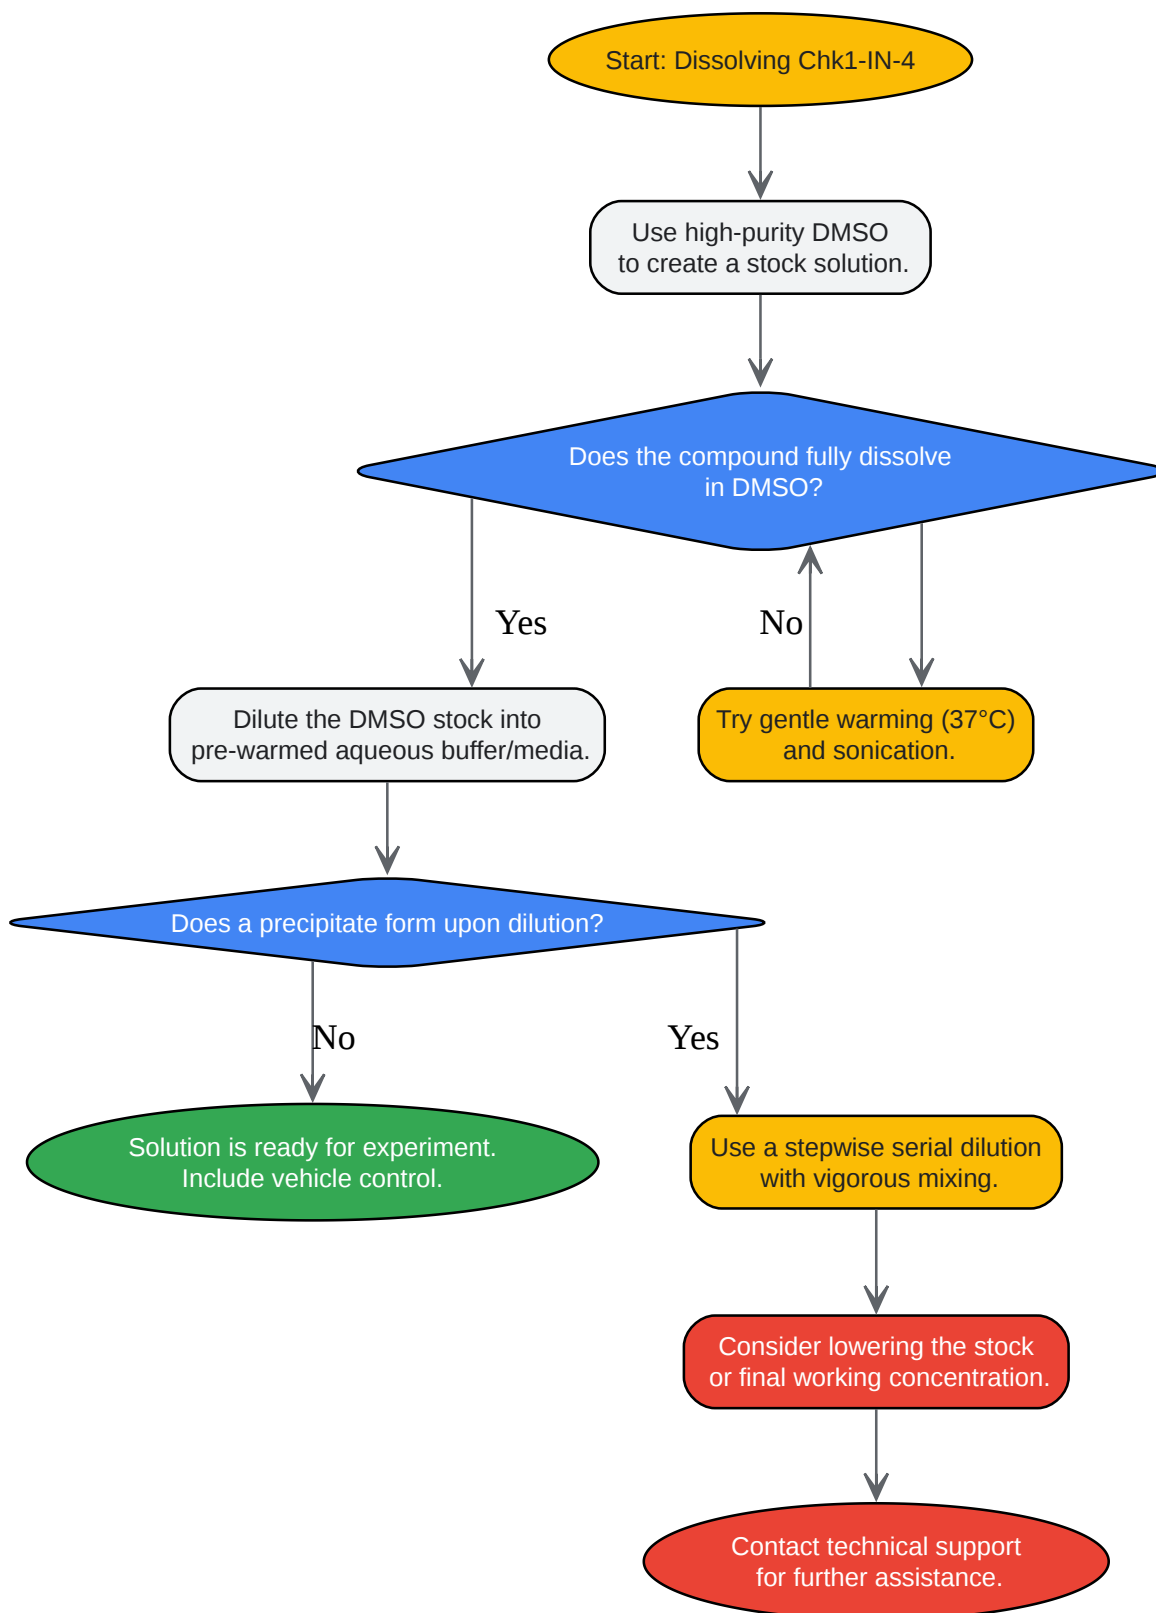 Start: Dissolving Chk1-IN-4
Use high-purity DMSO
to create a stock solution.
Does the compound fully dissolve
in DMSO?
Yes
No
Dilute the DMSO stock into
pre-warmed aqueous buffer/media.
Try gentle warming (37°C)
and sonication.
Does a precipitate form upon dilution?
No
Yes
Solution is ready for experiment.
Include vehicle control.
Use a stepwise serial dilution
with vigorous mixing.
Consider lowering the stock
or final working concentration.
Contact technical support
for further assistance.